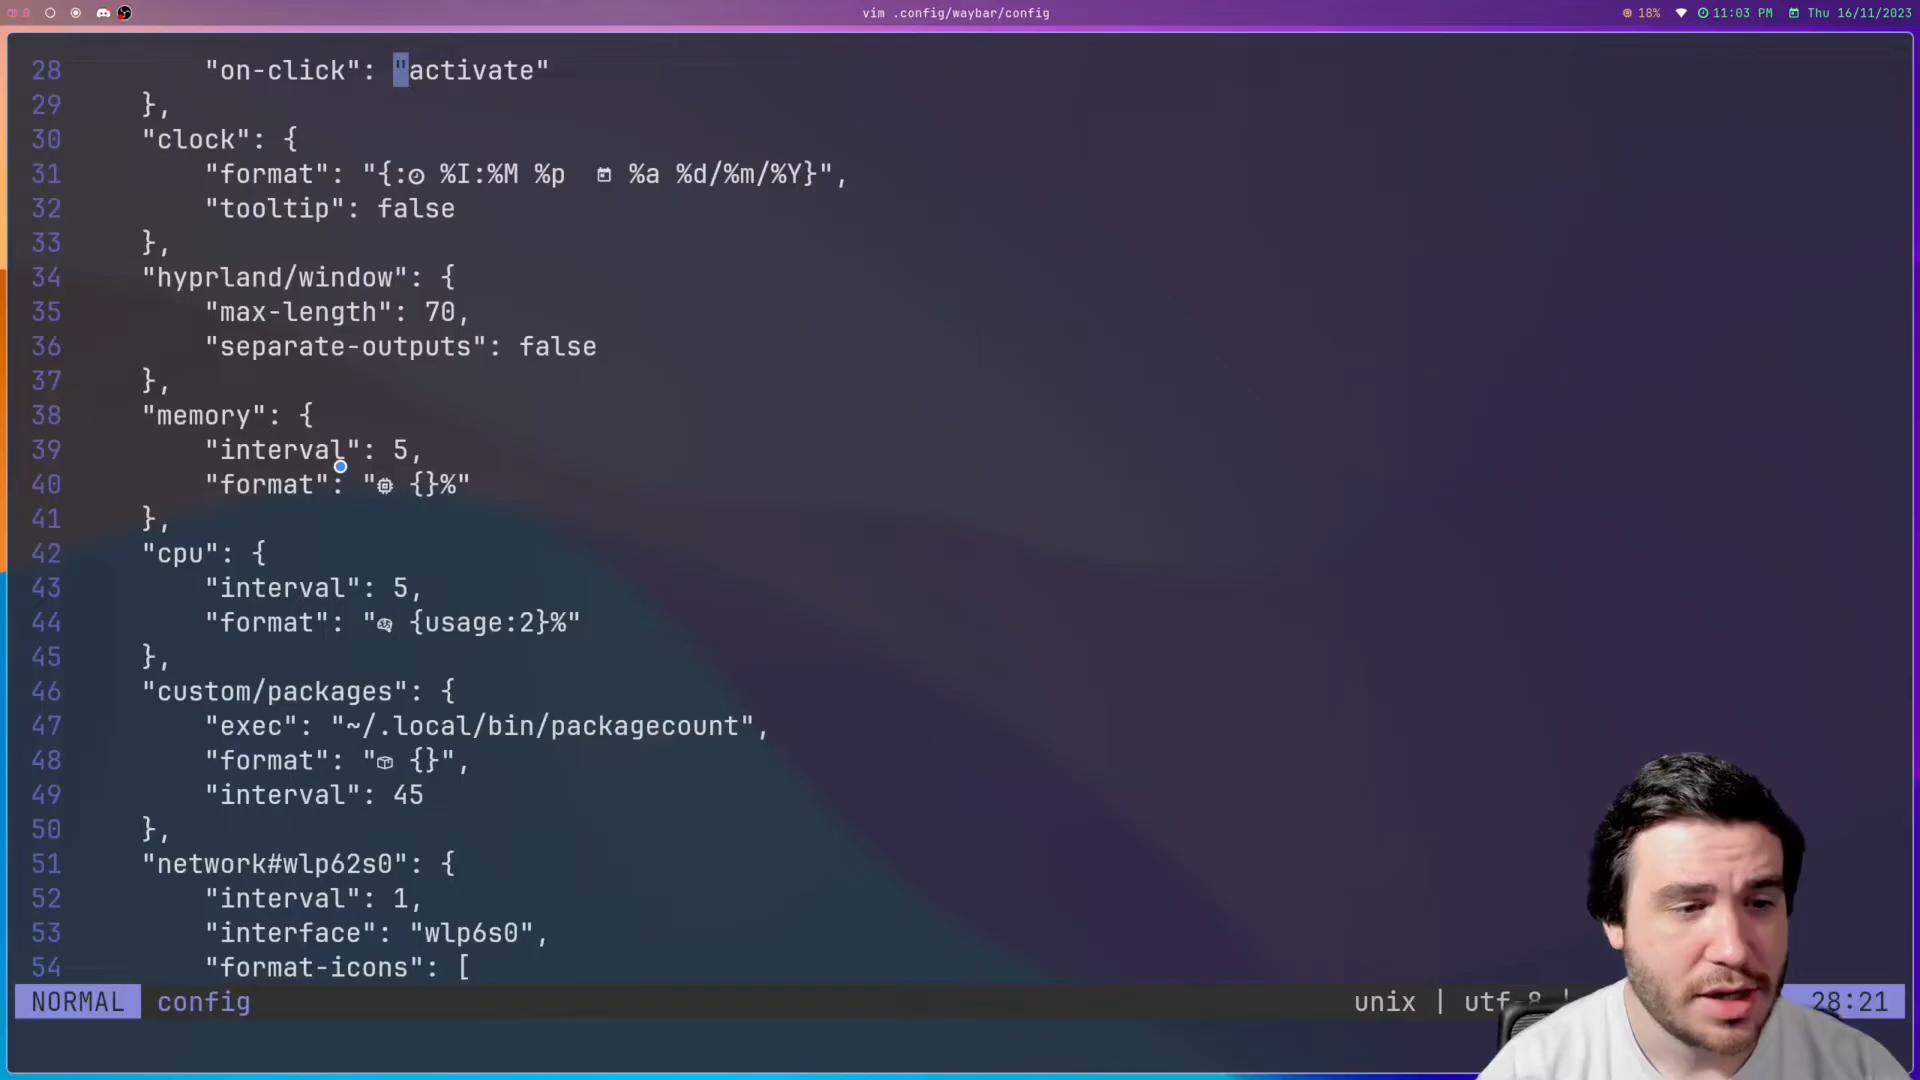 8
vim .config/waybar/config
18% 11:03 PM Thu 16/11/2023
28 "on-click": "activate"
29 },
30 "clock": {
31 "format": "{: %I:%M %p %a %d/%m/%Y}",
32 "tooltip": false
33 },
34 "hyprland/window": {
35 "max-length": 70,
36 "separate-outputs": false
37 },
38 "memory": {
39 "interval": 5,
40 "format": " {}%"
41 },
42 "cpu": {
43 "interval": 5,
44 "format": " {usage:2}%"
45 },
46 "custom/packages": {
47 "exec": "~/.local/bin/packagecount",
48 "format": " {}",
49 "interval": 45
50 },
51 "network#wlp62s0": {
52 "interval": 1,
53 "interface": "wlp6s0",
54 "format-icons": [
NORMAL config unix | utf-8 28:21